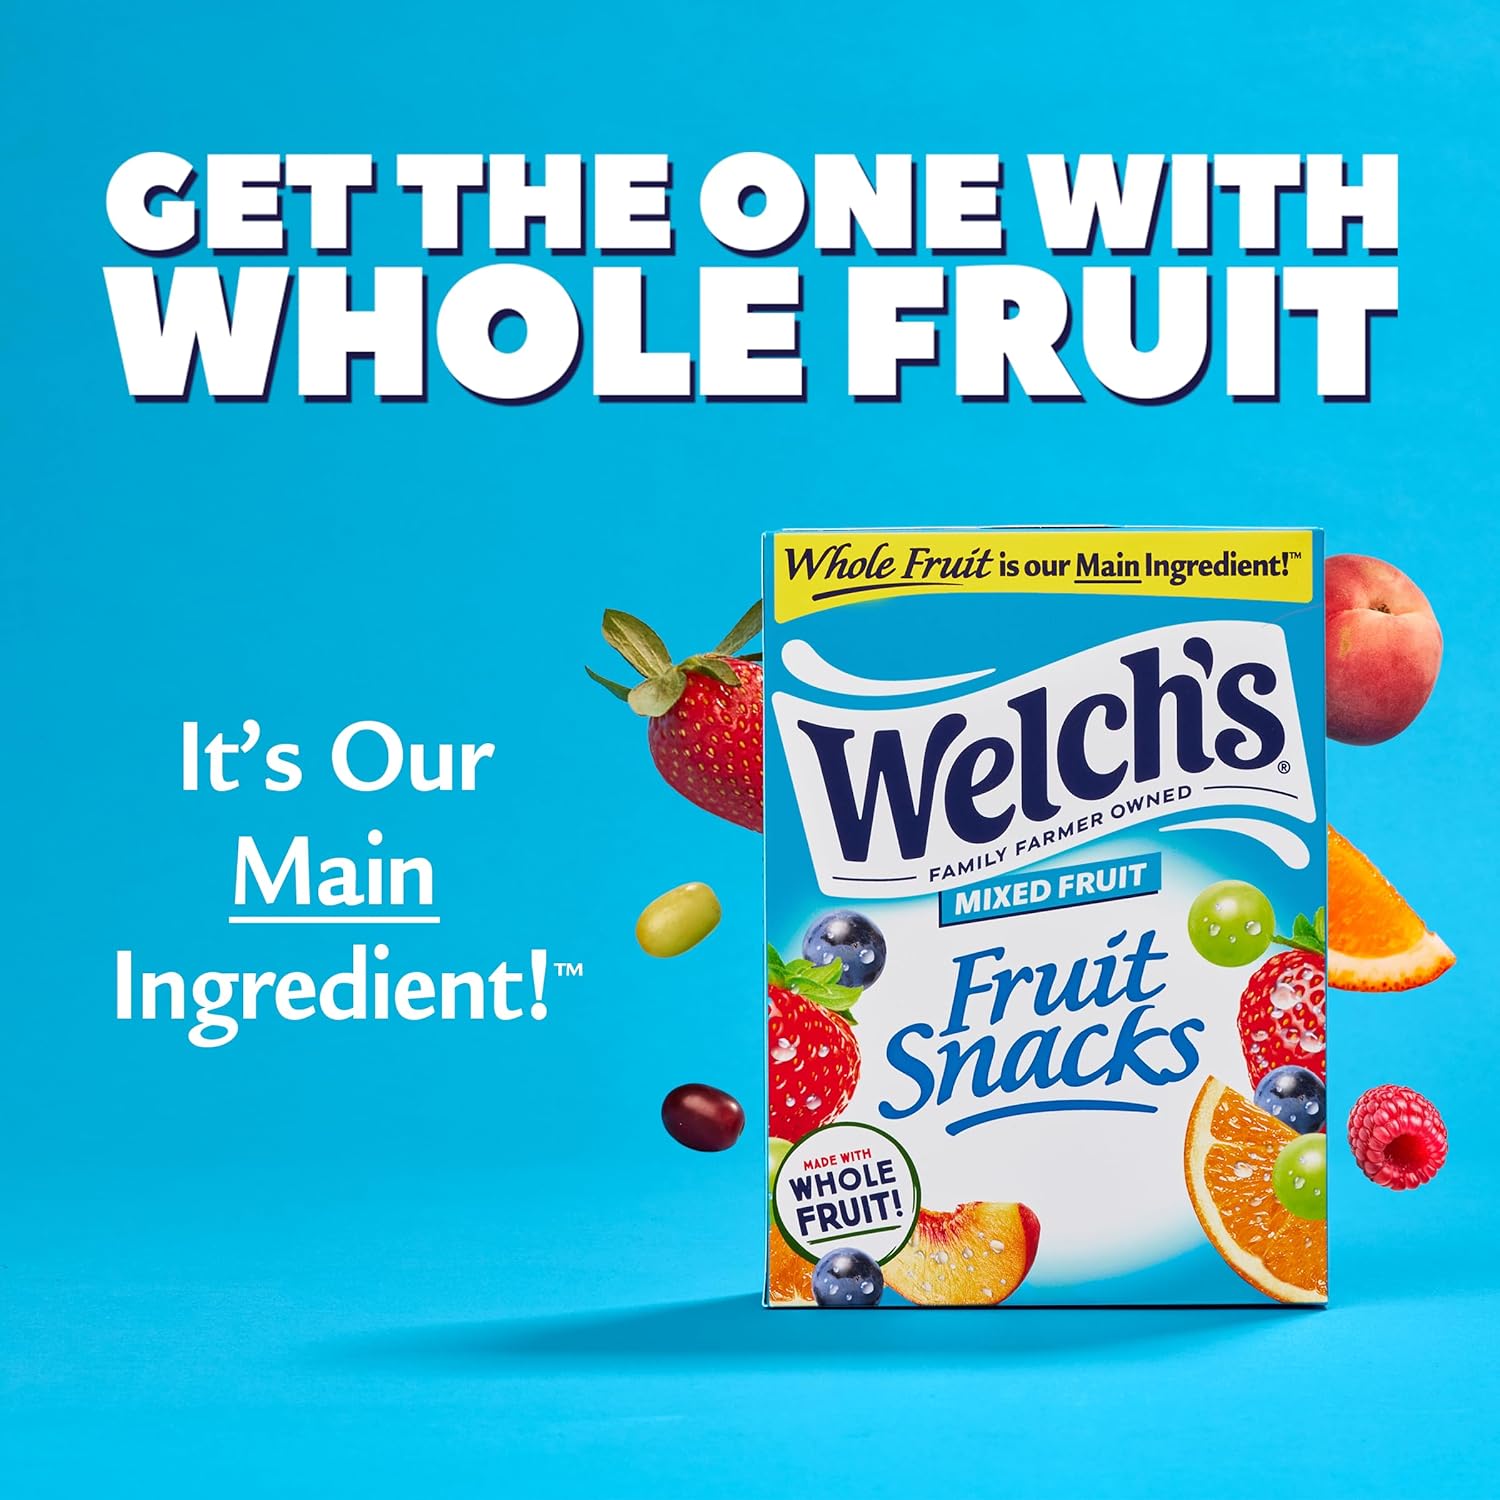 GET THE ONE WITH
WHOLE FRUIT
It's Our
Main
Ingredient!™
Whole Fruit is our Main Ingredient!™
Welch's®
FAMILY FARMER OWNED
MIXED FRUIT
Fruit
Snacks
MADE WITH
WHOLE
FRUIT!